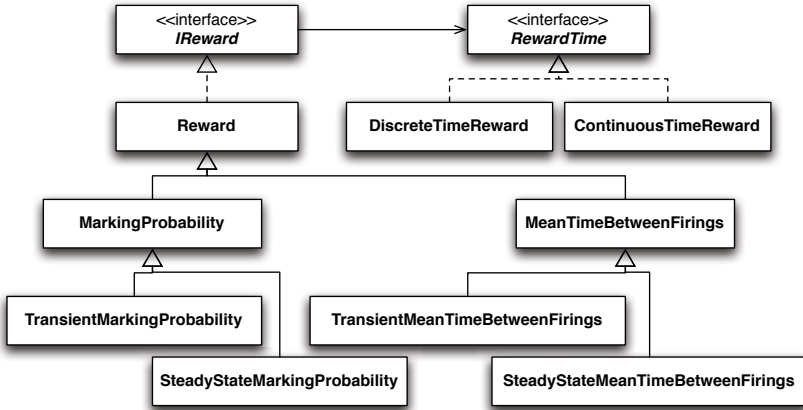 <<interface>>
IReward
<<interface>>
RewardTime
Reward
DiscreteTimeReward
ContinuousTimeReward
MarkingProbability
MeanTimeBetweenFirings
TransientMarkingProbability
TransientMeanTimeBetweenFirings
SteadyStateMarkingProbability
SteadyStateMeanTimeBetweenFirings